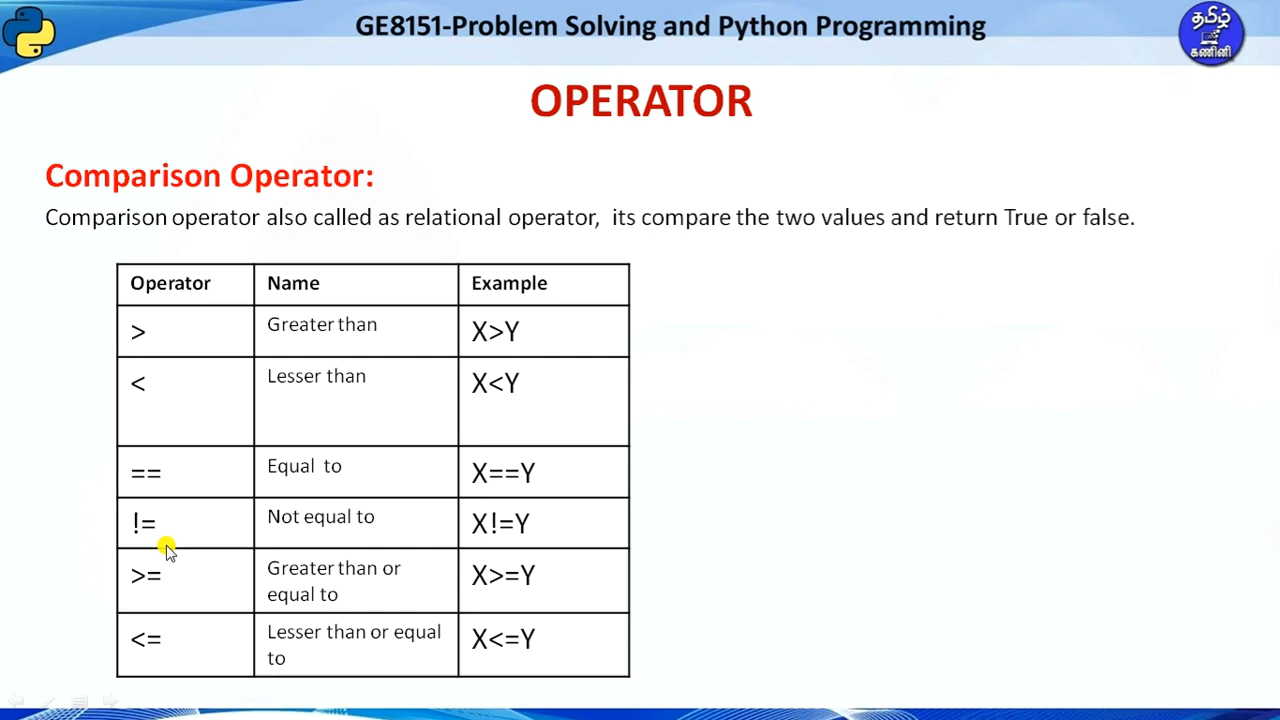 GE8151-Problem Solving and Python Programming
தமிழ்
கணினி
OPERATOR
Comparison Operator:
Comparison operator also called as relational operator, its compare the two values and return True or false.
Operator Name Example
> Greater than X>Y
< Lesser than X<Y
== Equal to X==Y
!= Not equal to X!=Y
>= Greater than or X>=Y
equal to
<= Lesser than or equal X<=Y
to